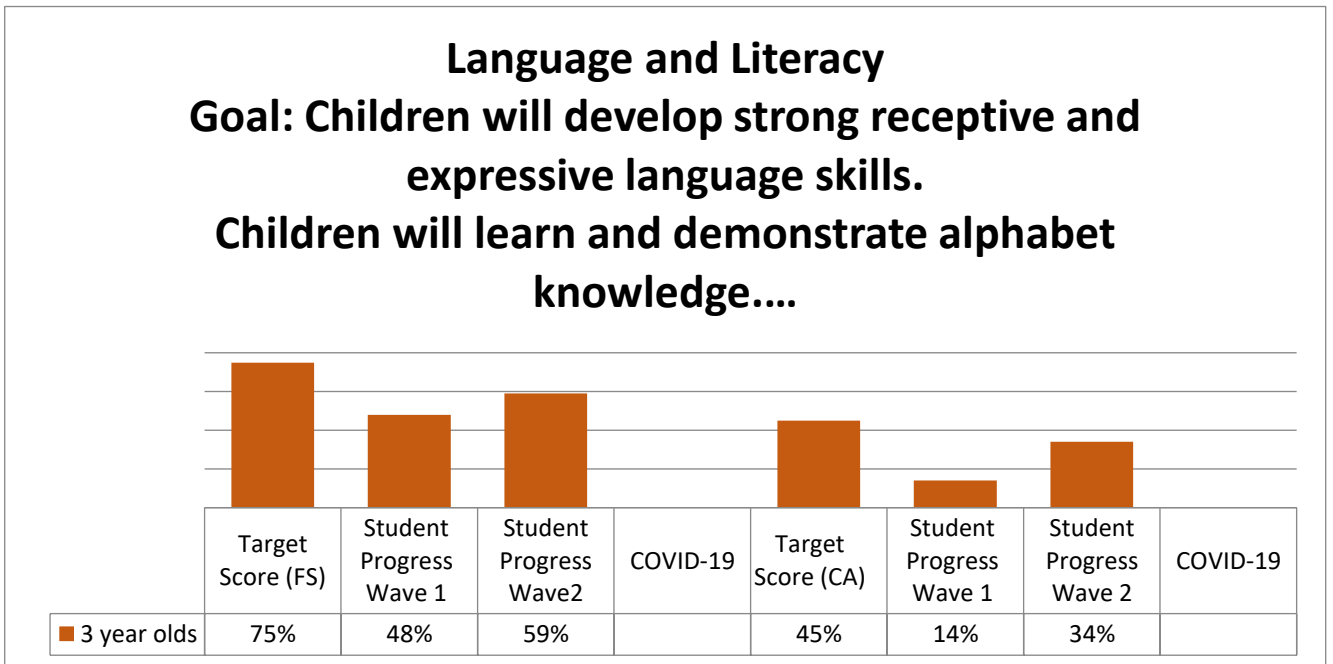 Language and Literacy
Goal: Children will develop strong receptive and
expressive language skills.
Children will learn and demonstrate alphabet
knowledge....
Target
Score (FS)
Student
Progress
Wave 1
Student
Progress
Wave2
COVID-19
Target
Score (CA)
Student
Progress
Wave 1
Student
Progress
Wave 2
COVID-19
3 year olds 75% 48% 59% 45% 14% 34%